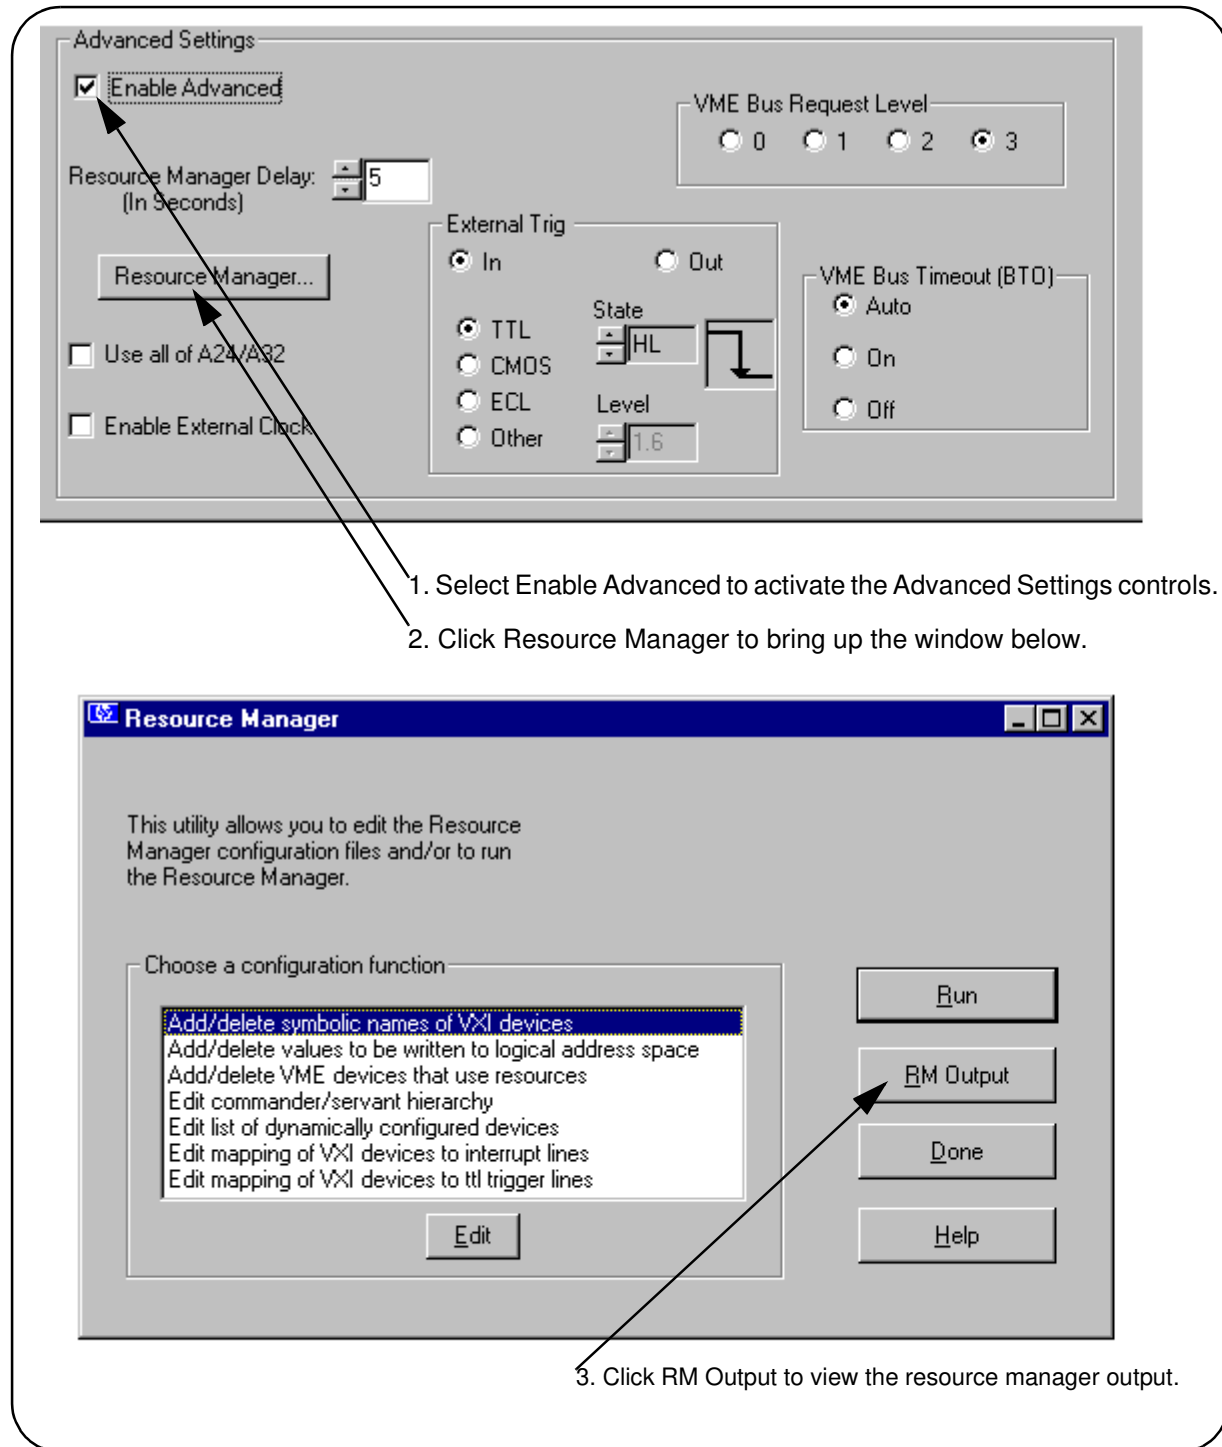 Advanced Settings
Enable Advanced
VME Bus Request Level
0 1 2 3
Resource Manager Delay:
(In Seconds)
5
External Trig
In Out
Resource Manager...
VME Bus Timeout (BTO)
Auto
On
Off
State
HL
TTL
CMOS
ECL
Other
Level
1.6
Use all of A24/A32
Enable External Clock
1. Select Enable Advanced to activate the Advanced Settings controls.
2. Click Resource Manager to bring up the window below.
Resource Manager
This utility allows you to edit the Resource
Manager configuration files and/or to run
the Resource Manager.
Choose a configuration function
Add/delete symbolic names of VXI devices
Add/delete values to be written to logical address space
Add/delete VME devices that use resources
Edit commander/servant hierarchy
Edit list of dynamically configured devices
Edit mapping of VXI devices to interrupt lines
Edit mapping of VXI devices to ttl trigger lines
Edit
Run
RM Output
Done
Help
3. Click RM Output to view the resource manager output.